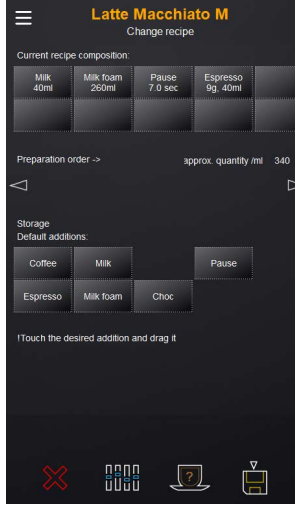 Latte Macchiato M
Change recipe
Current recipe composition:
Milk Milk foam Pause Espresso
40ml 260ml 7.0 sec 9g, 40ml
Preparation order -> approx. quantity /ml 340
Storage
Default additions:
Coffee Milk Pause
Espresso Milk foam Choc
!Touch the desired addition and drag it
?